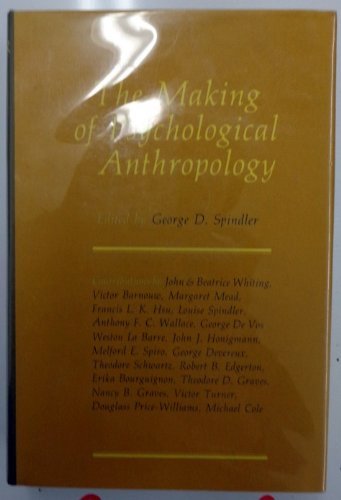 The Making
of Psychological
Anthropology
Edited by George D. Spindler
Contributors: John & Beatrice Whiting,
Victor Barnouw, Margaret Mead,
Francis L. K. Hsu, Louise Spindler,
Anthony F. C. Wallace, George De Vos
Weston La Barre, John J. Honigmann,
Melford E. Spiro, George Devereux,
Theodore Schwartz, Robert B. Edgerton,
Erika Bourguignon, Theodore D. Graves,
Nancy B. Graves, Victor Turner,
Douglass Price-Williams, Michael Cole